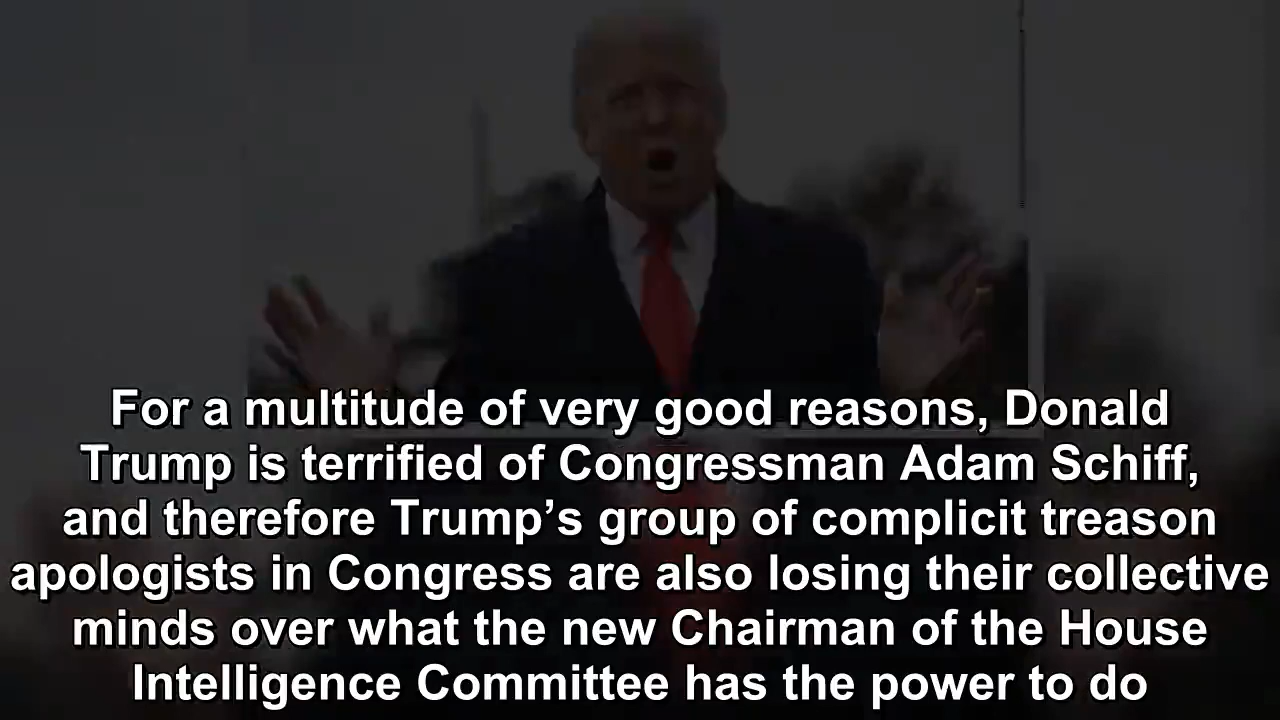 For a multitude of very good reasons, Donald
Trump is terrified of Congressman Adam Schiff,
and therefore Trump’s group of complicit treason
apologists in Congress are also losing their collective
minds over what the new Chairman of the House
Intelligence Committee has the power to do